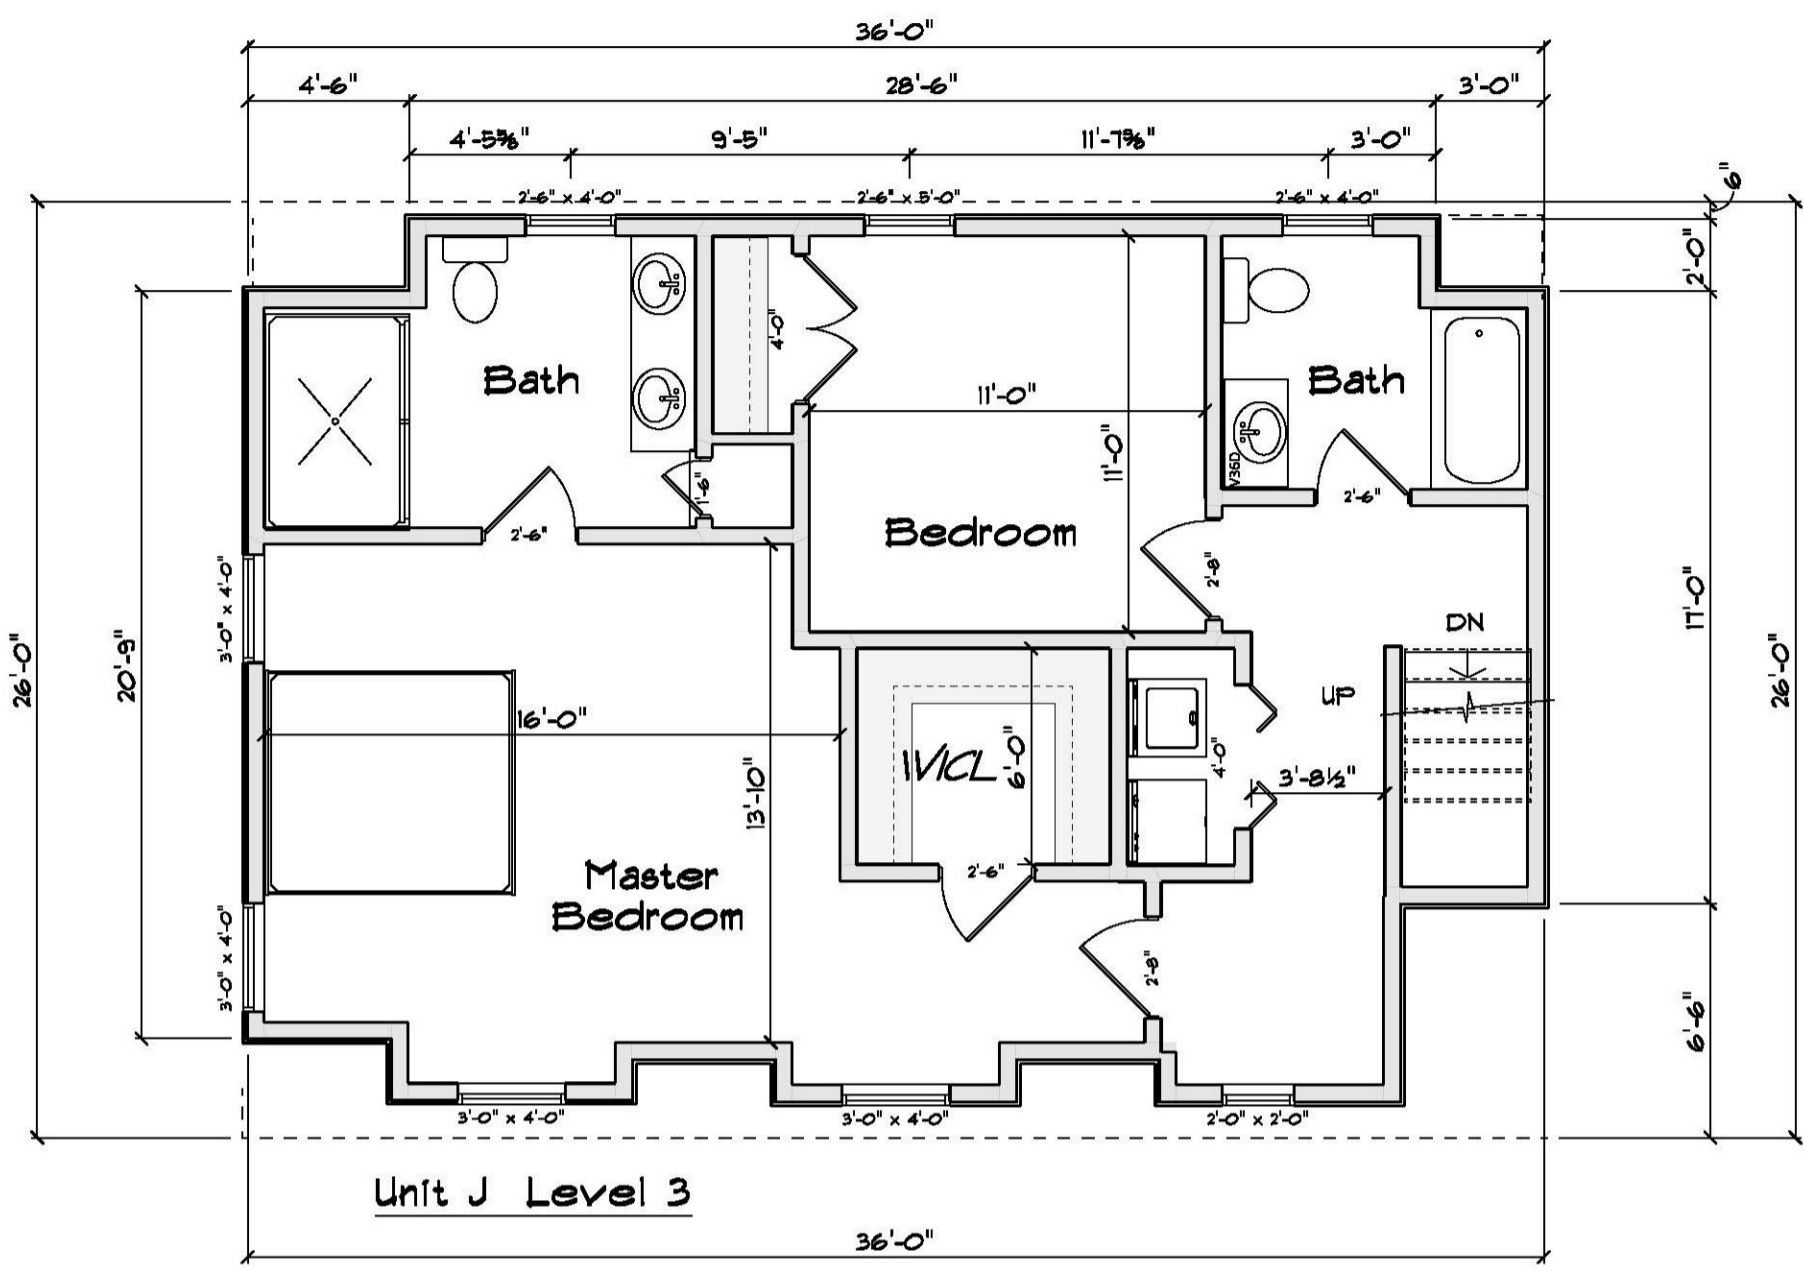 36'-0"
4'-6" 28'-6" 3'-0"
4'-5⅝" 9'-5" 11'-7⅜" 3'-0"
6"
2'-6" x 4'-0" 2'-6" x 5'-0" 2'-6" x 4'-0"
2'-0"
4'-0"
Bath Bath
11'-0"
11'-0"
V36D
1'-6" 2'-6"
Bedroom
2'-6"
2'-8"
3'-0" x 4'-0"
17'-0"
DN
26'-0" 20'-9" 26'-0"
UP
16'-0"
WICL 6'-0" 4'-0"
3'-8½"
13'-10"
Master
Bedroom
2'-6"
3'-0" x 4'-0"
2'-8"
6'-6"
3'-0" x 4'-0" 3'-0" x 4'-0" 2'-0" x 2'-0"
Unit J Level 3
36'-0"